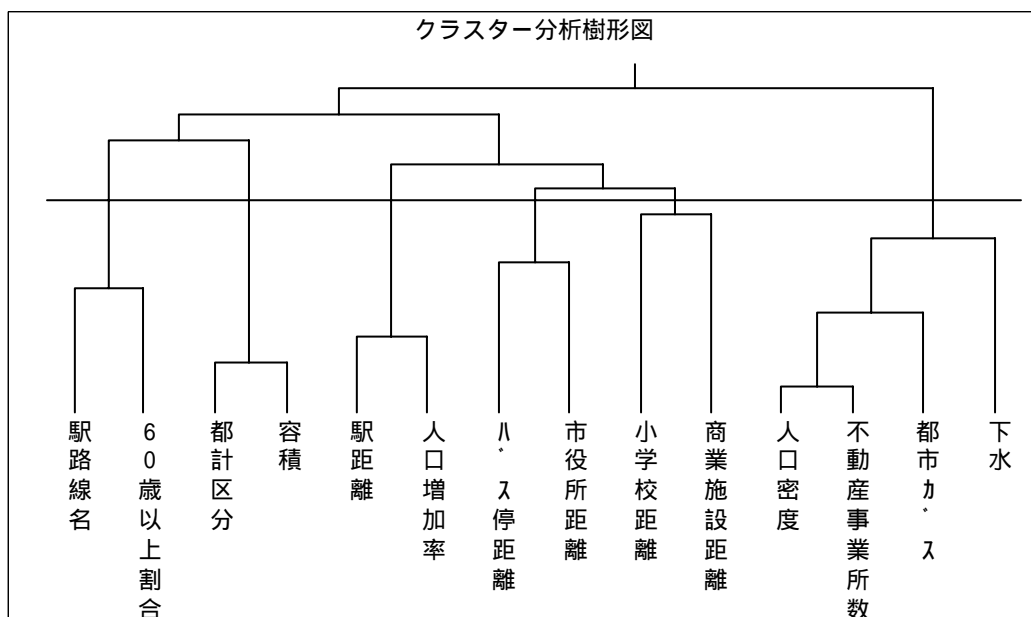 クラスター分析樹形図
駅路線名
60歳以上割合
都計区分
容積
駅距離
人口増加率
バス停距離
市役所距離
小学校距離
商業施設距離
人口密度
不動産事業所数
都市ガス
下水